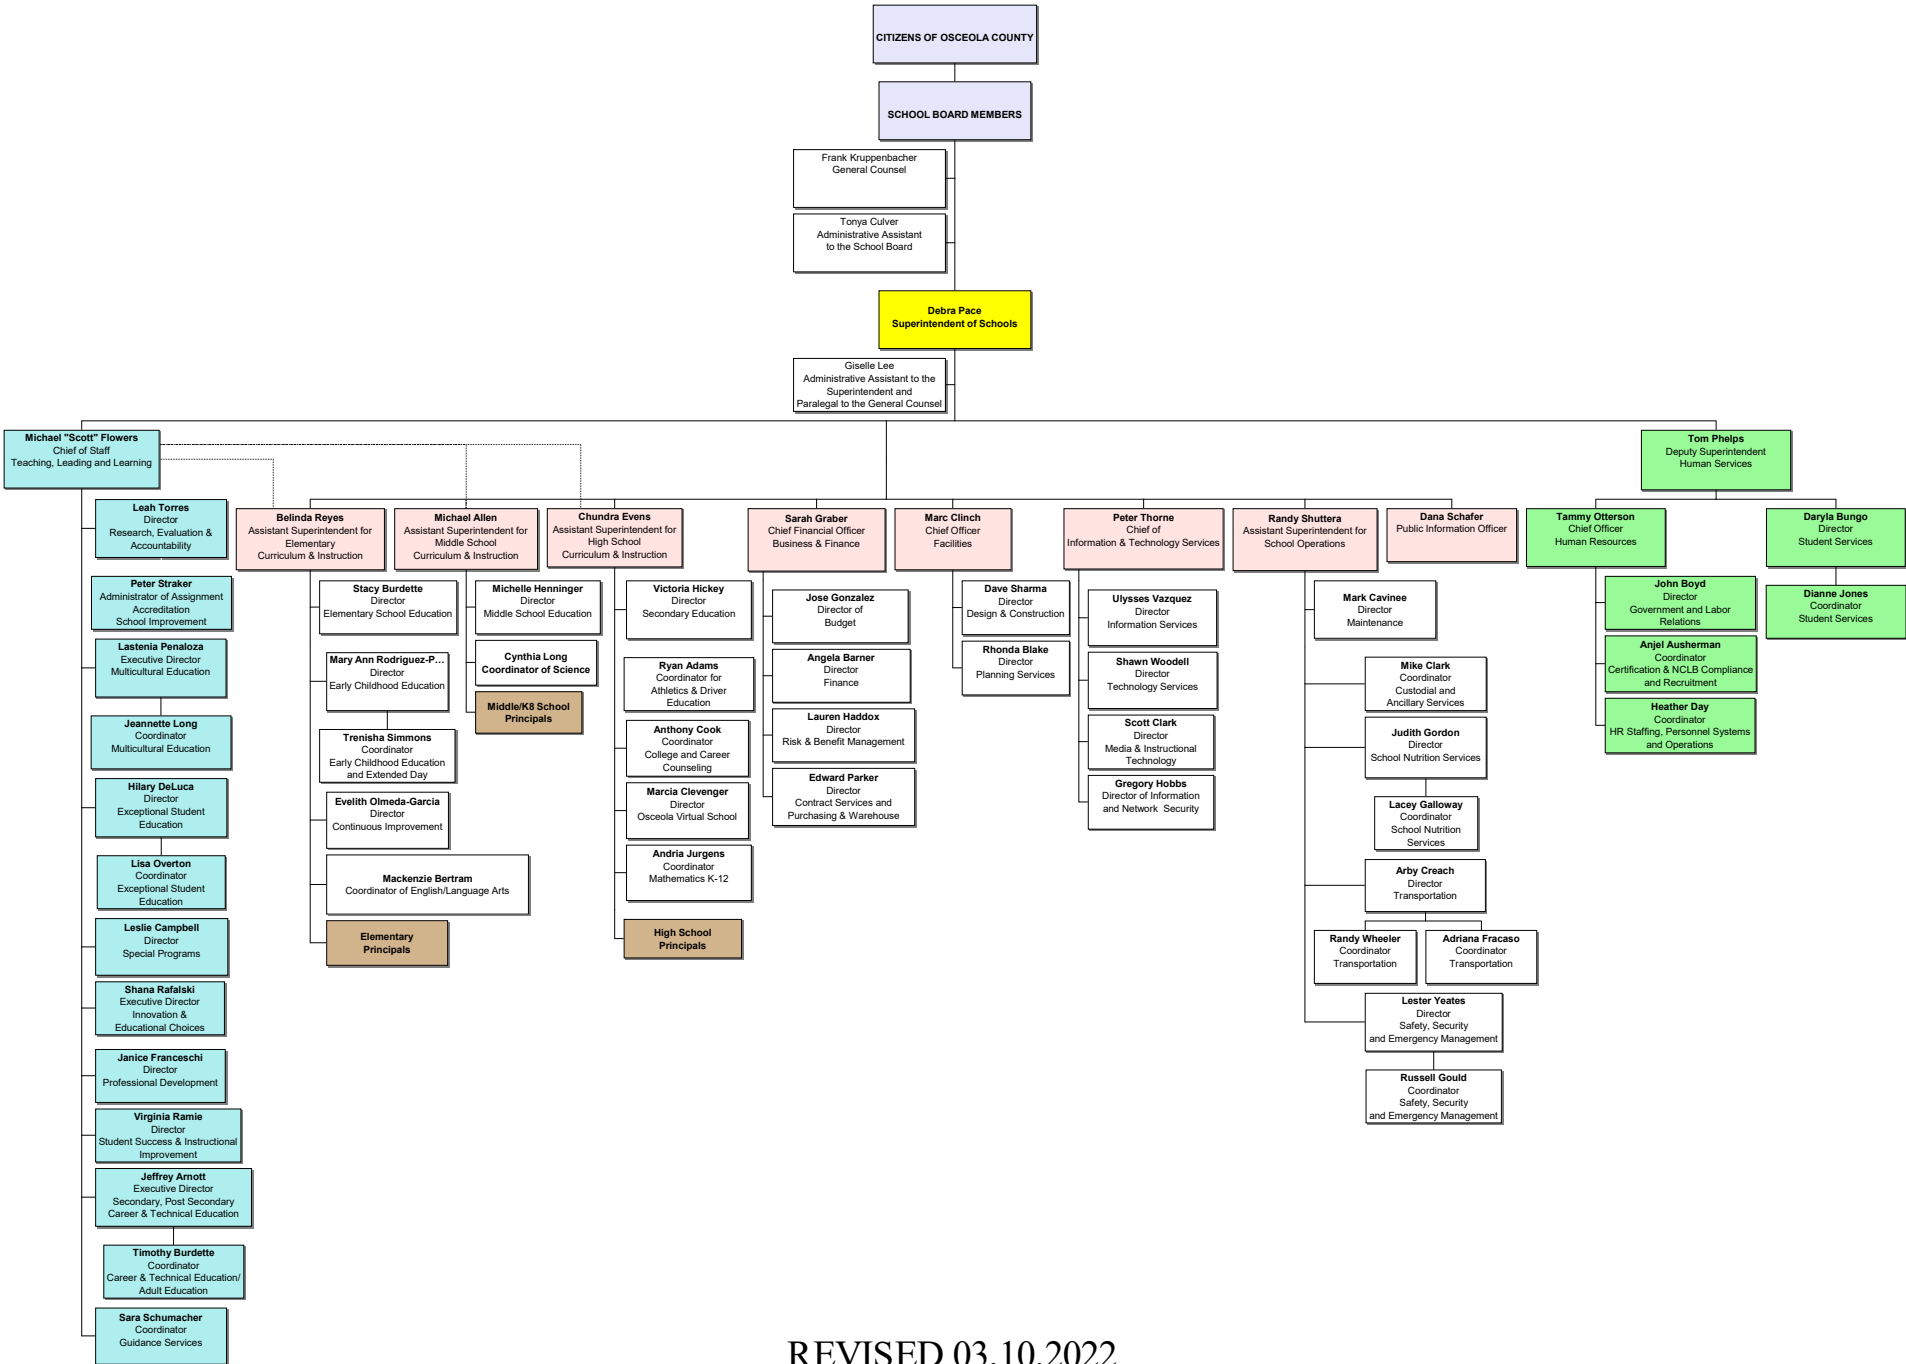 CITIZENS OF OSCEOLA COUNTY
SCHOOL BOARD MEMBERS
Frank Kruppenbacher
General Counsel
Tonya Culver
Administrative Assistant
to the School Board
Debra Pace
Superintendent of Schools
Giselle Lee
Administrative Assistant to the
Superintendent and
Paralegal to the General Counsel
Michael "Scott" Flowers
Chief of Staff
Teaching, Leading and Learning
Leah Torres
Director
Research, Evaluation &
Accountability
Peter Straker
Administrator of Assignment
Accreditation
School Improvement
Lastenia Penaloza
Executive Director
Multicultural Education
Jeannette Long
Coordinator
Multicultural Education
Hilary DeLuca
Director
Exceptional Student
Education
Lisa Overton
Coordinator
Exceptional Student
Education
Leslie Campbell
Director
Special Programs
Shana Rafalski
Executive Director
Innovation &
Educational Choices
Janice Franceschi
Director
Professional Development
Virginia Ramie
Director
Student Success & Instructional
Improvement
Jeffrey Arnott
Executive Director
Secondary, Post Secondary
Career & Technical Education
Timothy Burdette
Coordinator
Career & Technical Education/
Adult Education
Sara Schumacher
Coordinator
Guidance Services
Belinda Reyes
Assistant Superintendent for
Elementary
Curriculum & Instruction
Stacy Burdette
Director
Elementary School Education
Mary Ann Rodriguez-P...
Director
Early Childhood Education
Trenisha Simmons
Coordinator
Early Childhood Education
and Extended Day
Evelith Olmeda-Garcia
Director
Continuous Improvement
Mackenzie Bertram
Coordinator of English/Language Arts
Elementary
Principals
Michael Allen
Assistant Superintendent for
Middle School
Curriculum & Instruction
Michelle Henninger
Director
Middle School Education
Cynthia Long
Coordinator of Science
Middle/K8 School
Principals
Chundra Evens
Assistant Superintendent for
High School
Curriculum & Instruction
Victoria Hickey
Director
Secondary Education
Ryan Adams
Coordinator for
Athletics & Driver
Education
Anthony Cook
Coordinator
College and Career
Counseling
Marcia Clevenger
Director
Osceola Virtual School
Andria Jurgens
Coordinator
Mathematics K-12
High School
Principals
Sarah Graber
Chief Financial Officer
Business & Finance
Jose Gonzalez
Director of
Budget
Angela Barner
Director
Finance
Lauren Haddox
Director
Risk & Benefit Management
Edward Parker
Director
Contract Services and
Purchasing & Warehouse
Marc Clinch
Chief Officer
Facilities
Dave Sharma
Director
Design & Construction
Rhonda Blake
Director
Planning Services
Peter Thorne
Chief of
Information & Technology Services
Ulysses Vazquez
Director
Information Services
Shawn Woodell
Director
Technology Services
Scott Clark
Director
Media & Instructional
Technology
Gregory Hobbs
Director of Information
and Network Security
Randy Shuttera
Assistant Superintendent for
School Operations
Mark Cavinee
Director
Maintenance
Mike Clark
Coordinator
Custodial and
Ancillary Services
Judith Gordon
Director
School Nutrition Services
Lacey Galloway
Coordinator
School Nutrition
Services
Arby Creach
Director
Transportation
Randy Wheeler
Coordinator
Transportation
Adriana Fracaso
Coordinator
Transportation
Lester Yeates
Director
Safety, Security
and Emergency Management
Russell Gould
Coordinator
Safety, Security
and Emergency Management
Dana Schafer
Public Information Officer
Tom Phelps
Deputy Superintendent
Human Services
Tammy Otterson
Chief Officer
Human Resources
John Boyd
Director
Government and Labor
Relations
Anjel Ausherman
Coordinator
Certification & NCLB Compliance
and Recruitment
Heather Day
Coordinator
HR Staffing, Personnel Systems
and Operations
Daryla Bungo
Director
Student Services
Dianne Jones
Coordinator
Student Services
REVISED 03.10.2022